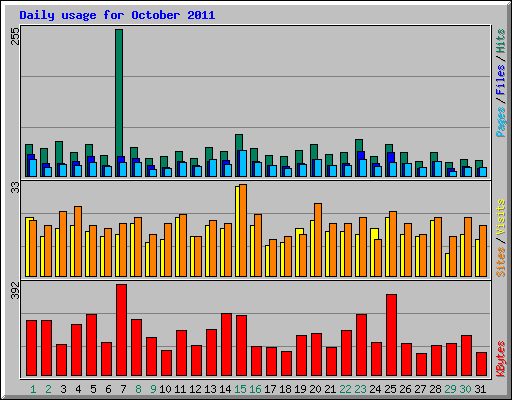 Daily usage for October 2011
255
Pages / Files / Hits
33
Sites / Visits
392
KBytes
1 2 3 4 5 6 7 8 9 10 11 12 13 14 15 16 17 18 19 20 21 22 23 24 25 26 27 28 29 30 31